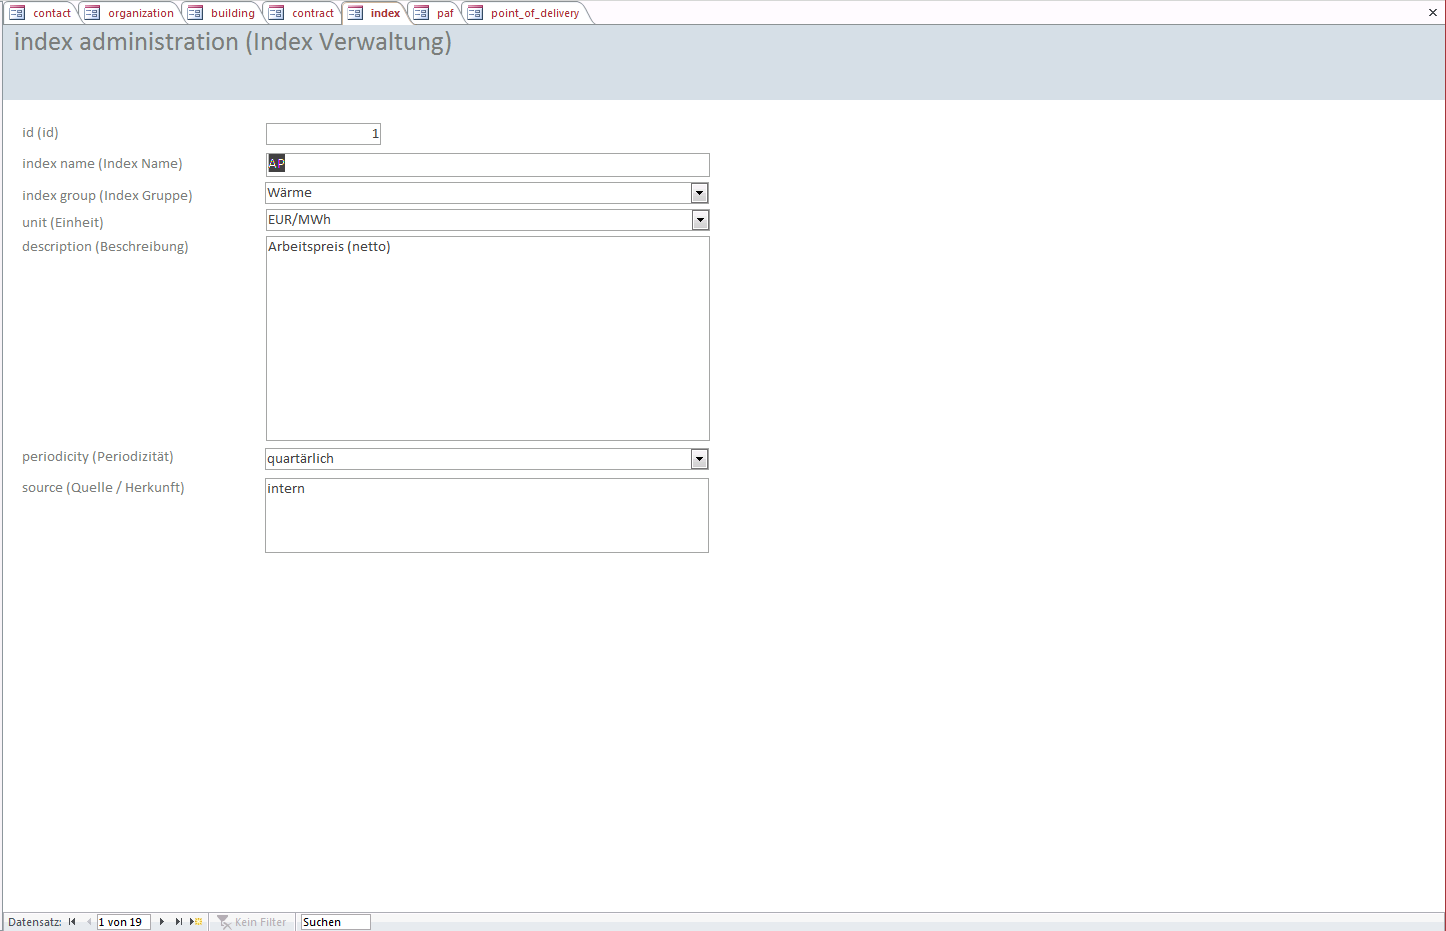 contact organization building contract index paf point_of_delivery
index administration (Index Verwaltung)
id (id) 1
index name (Index Name) AP
index group (Index Gruppe) Wärme
unit (Einheit) EUR/MWh
description (Beschreibung) Arbeitspreis (netto)
periodicity (Periodizität) quartärlich
source (Quelle / Herkunft) intern
Datensatz: 1 von 19 Kein Filter Suchen